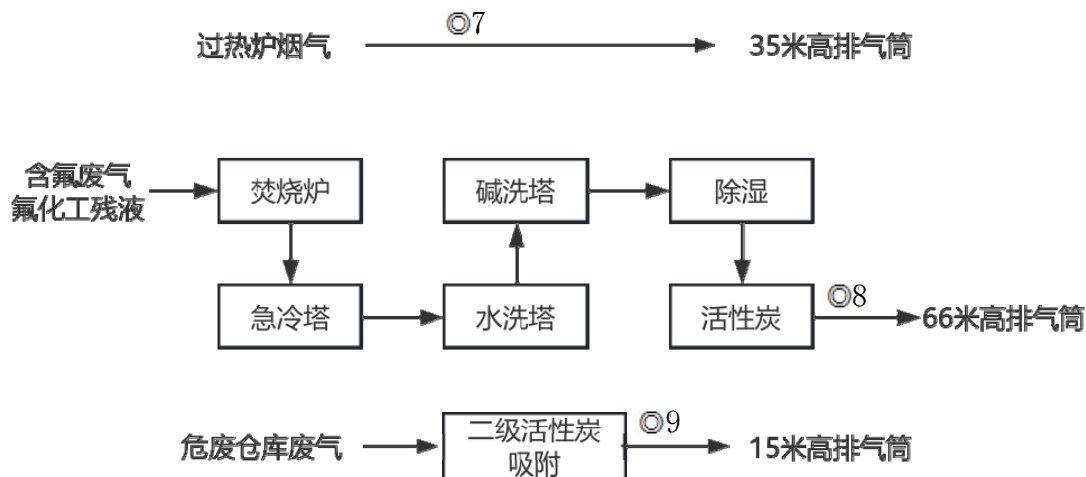 ◎7
过热炉烟气
35米高排气筒
含氟废气
氟化工残液
焚烧炉
碱洗塔
除湿
急冷塔
水洗塔
活性炭
◎8
66米高排气筒
危废仓库废气
二级活性炭
吸附
◎9
15米高排气筒